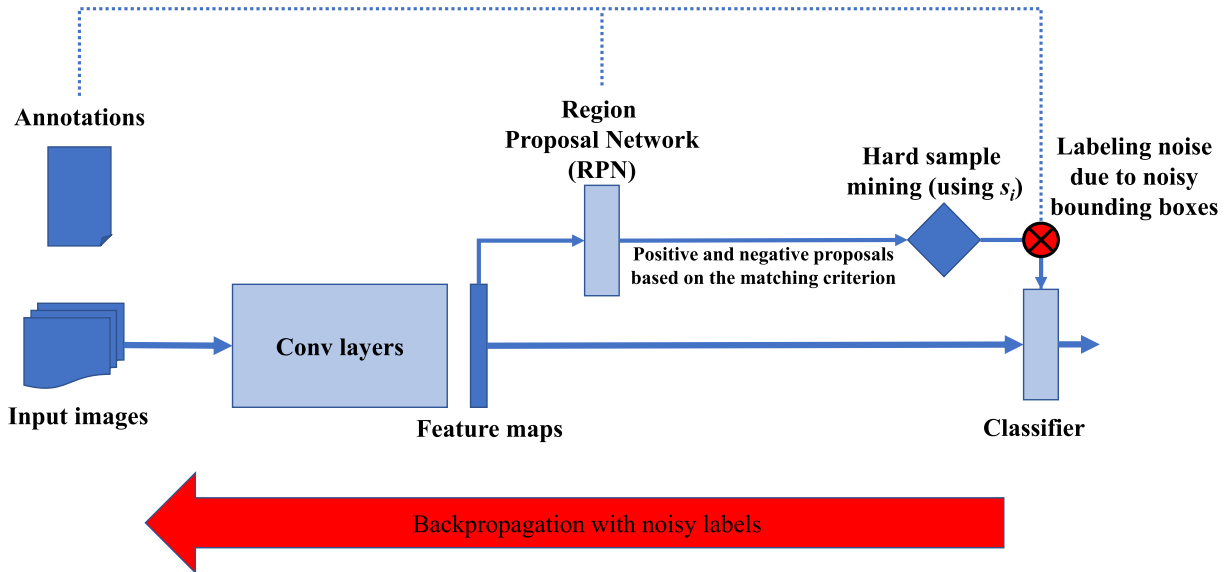 Annotations
Region
Proposal Network
(RPN)
Hard sample
mining (using sᵢ)
Labeling noise
due to noisy
bounding boxes
Positive and negative proposals
based on the matching criterion
Conv layers
Input images
Feature maps
Classifier
Backpropagation with noisy labels